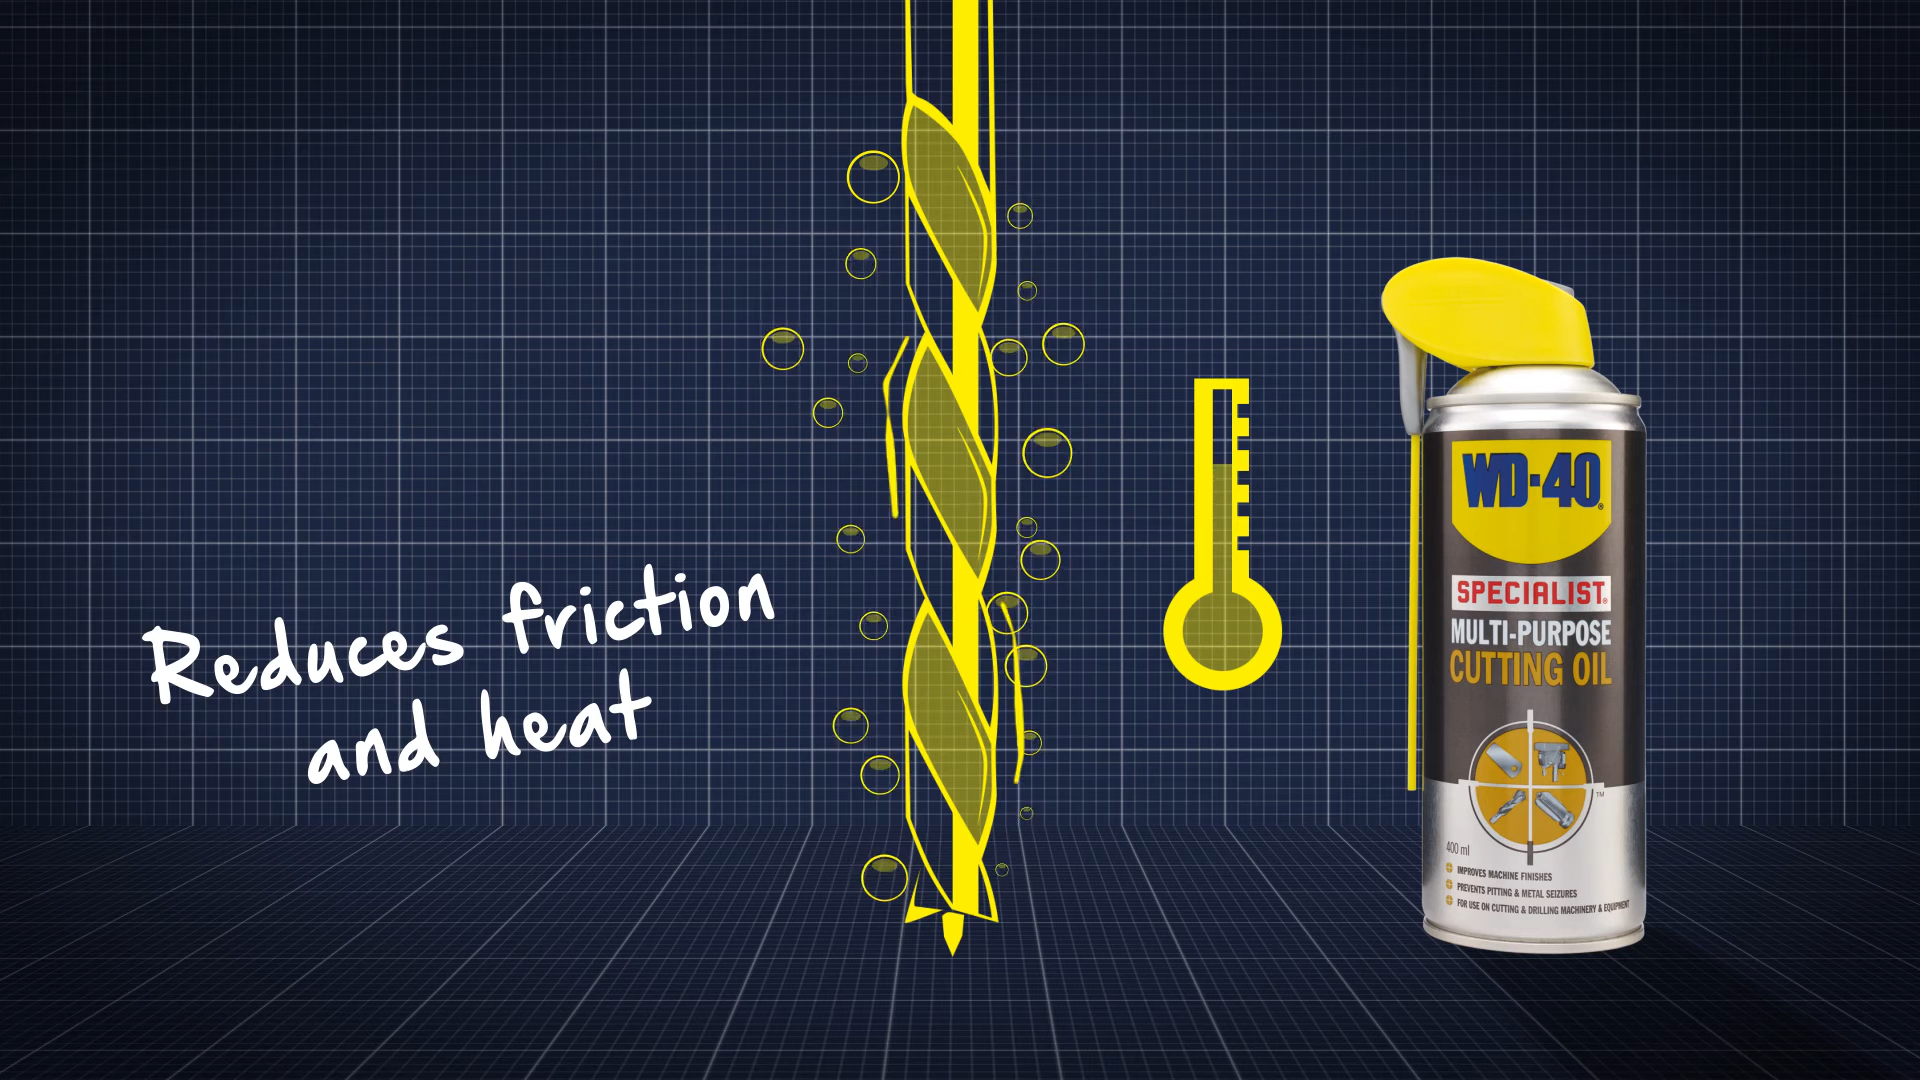 Reduces friction
and heat
WD-40®
SPECIALIST®
MULTI-PURPOSE
CUTTING OIL
TM
400 ml
IMPROVES MACHINE FINISHES
PREVENTS PITTING & METAL SEIZURES
FOR USE ON CUTTING & DRILLING MACHINERY & EQUIPMENT